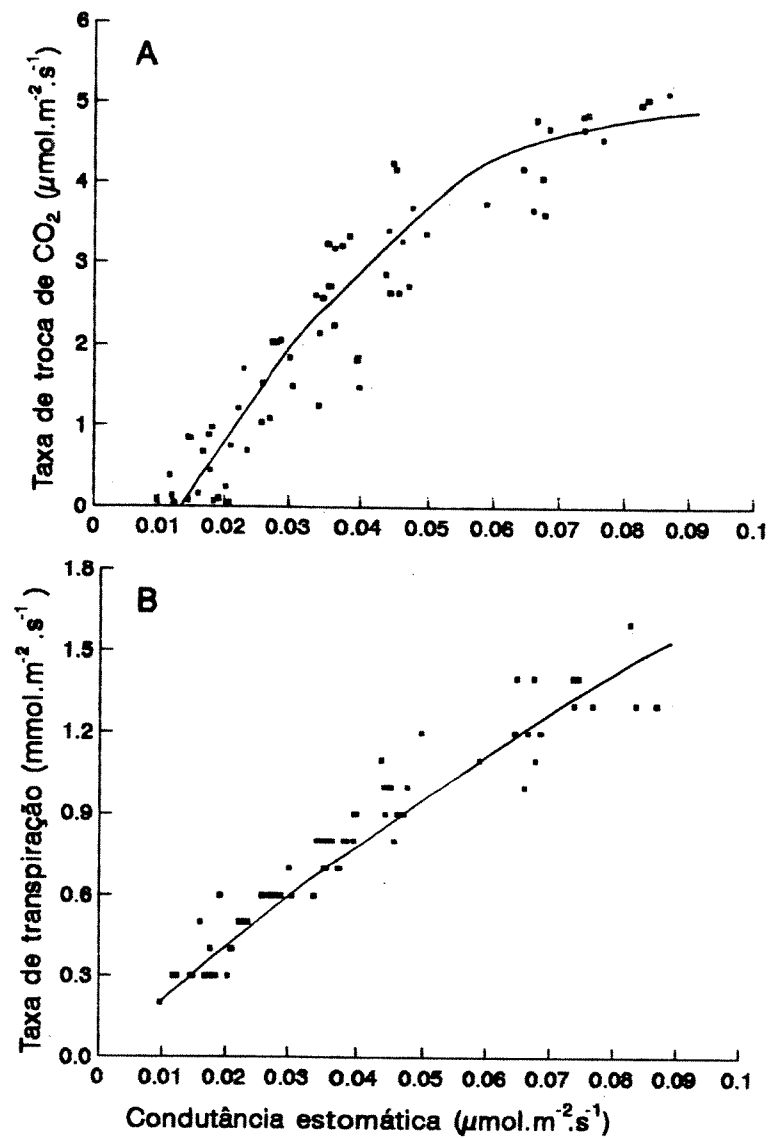 A
Taxa de troca de CO₂ (µmol.m⁻².s⁻¹)
6
5
4
3
2
1
0
0 0.01 0.02 0.03 0.04 0.05 0.06 0.07 0.08 0.09 0.1
B
Taxa de transpiração (mmol.m⁻².s⁻¹)
1.8
1.5
1.2
0.9
0.6
0.3
0.0
0 0.01 0.02 0.03 0.04 0.05 0.06 0.07 0.08 0.09 0.1
Condutância estomática (µmol.m⁻².s⁻¹)